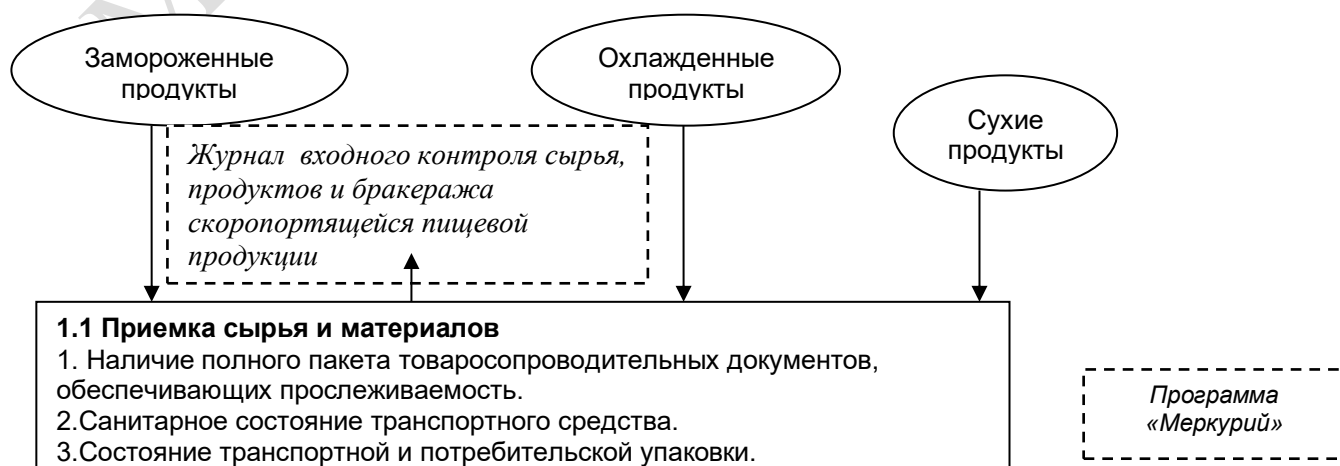 Замороженные
продукты
Охлажденные
продукты
Сухие
продукты
Журнал входного контроля сырья,
продуктов и бракеража
скоропортящейся пищевой
продукции
1.1 Приемка сырья и материалов
1. Наличие полного пакета товаросопроводительных документов,
обеспечивающих прослеживаемость.
2.Санитарное состояние транспортного средства.
3.Состояние транспортной и потребительской упаковки.
Программа
«Меркурий»